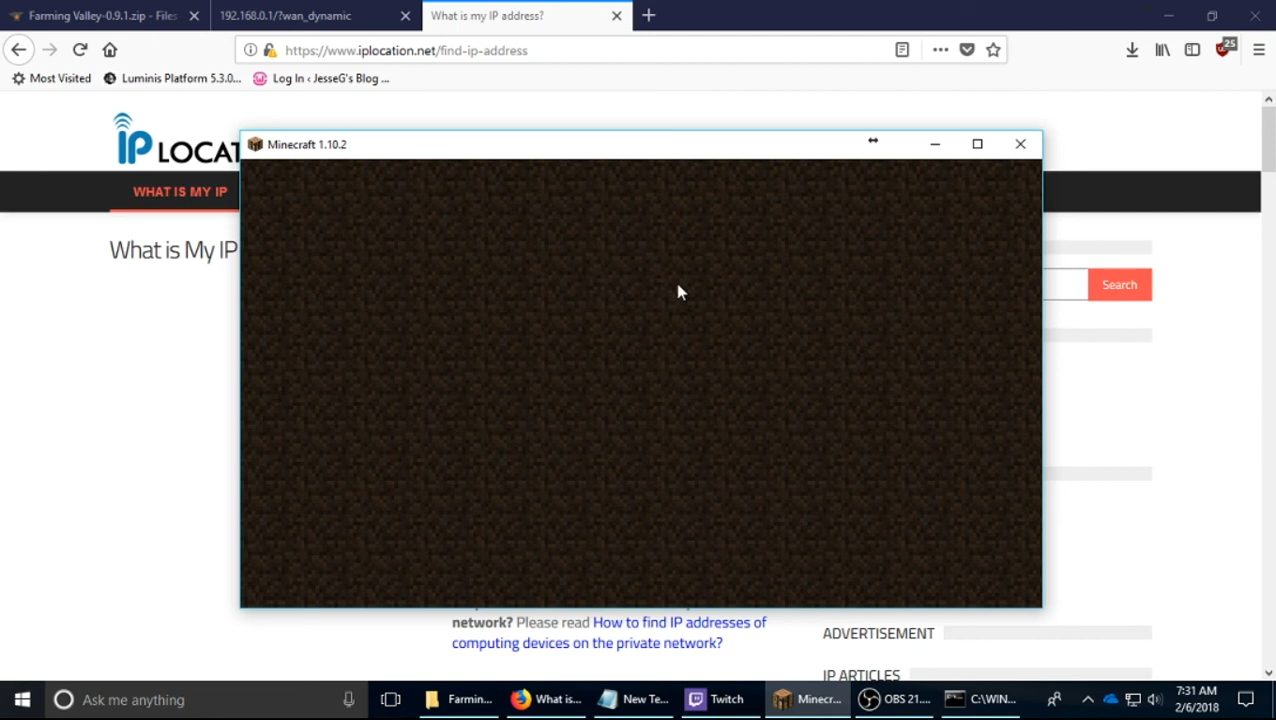 Farming Valley-0.9.1.zip - Files
192.168.0.1/?wan_dynamic
What is my IP address?
https://www.iplocation.net/find-ip-address
25
Most Visited
Luminis Platform 5.3.0...
Log In ‹ JesseG's Blog ...
IP LOCAT
Minecraft 1.10.2
WHAT IS MY IP
What is My IP
Search
network? Please read How to find IP addresses of
computing devices on the private network?
ADVERTISEMENT
IP ARTICLES
Ask me anything
Farmin...
What is...
New Te...
Twitch
Minecr...
OBS 21....
C:\WIN...
7:31 AM
2/6/2018